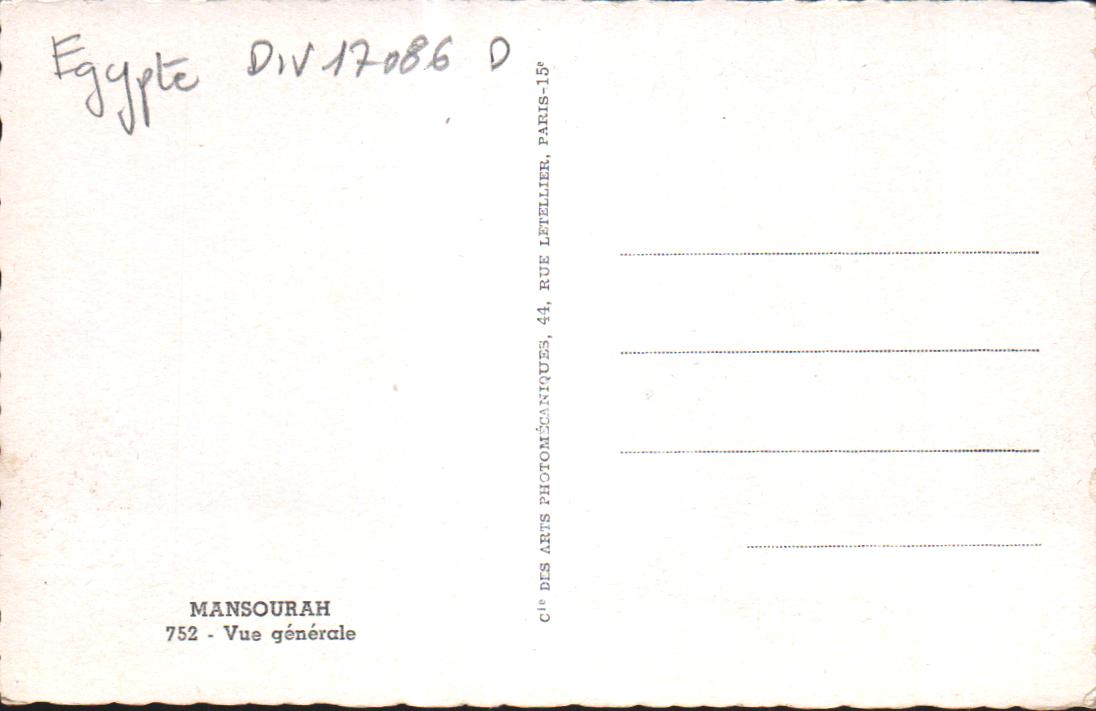 Egypte DIV 17086 D
MANSOURAH
752 - Vue générale
Cie DES ARTS PHOTOMÉCANIQUES, 44, RUE LETELLIER, PARIS-15e